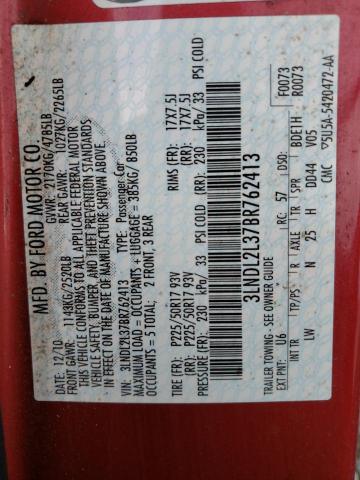 MFD. BY FORD MOTOR CO.
DATE: 12/10 GVWR: 2170KG/4785LB
FRONT GAWR: 1143KG/2520LB REAR GAWR: 1027KG/2265LB
THIS VEHICLE CONFORMS TO ALL APPLICABLE FEDERAL MOTOR
VEHICLE SAFETY, BUMPER, AND THEFT PREVENTION STANDARDS
IN EFFECT ON THE DATE OF MANUFACTURE SHOWN ABOVE.
VIN: 3LNDL2L37BR762413 Passenger Car
MAXIMUM LOAD = OCCUPANTS + LUGGAGE = 385KG/ 850LB
OCCUPANTS = 5 TOTAL: 2 FRONT, 3 REAR
P225/50R17 93V RIMS (FR): 17X7.5J
P225/50R17 93V (RR): 17X7.5J
PRESSURE (FR): 230 kPa/ 33 PSI COLD
(RR): 230 kPa/ 33 PSI COLD
3LNDL2L37BR762413
F0073
R0073
TRAILER TOWING - SEE OWNER GUIDE
EXT PNT: U6 RC: 57 DSO:
INT TR TP/PS R AXLE TR SPR BDE1H
LW N 25 H DD44 V05
CMC 5U5A-5420472-AA